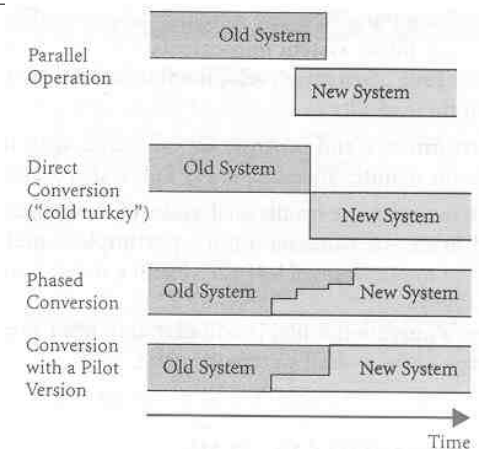 Old System
Parallel
Operation
New System
Direct
Conversion
("cold turkey")
Old System
New System
Phased
Conversion
Old System
New System
Conversion
with a Pilot
Version
Old System
New System
Time